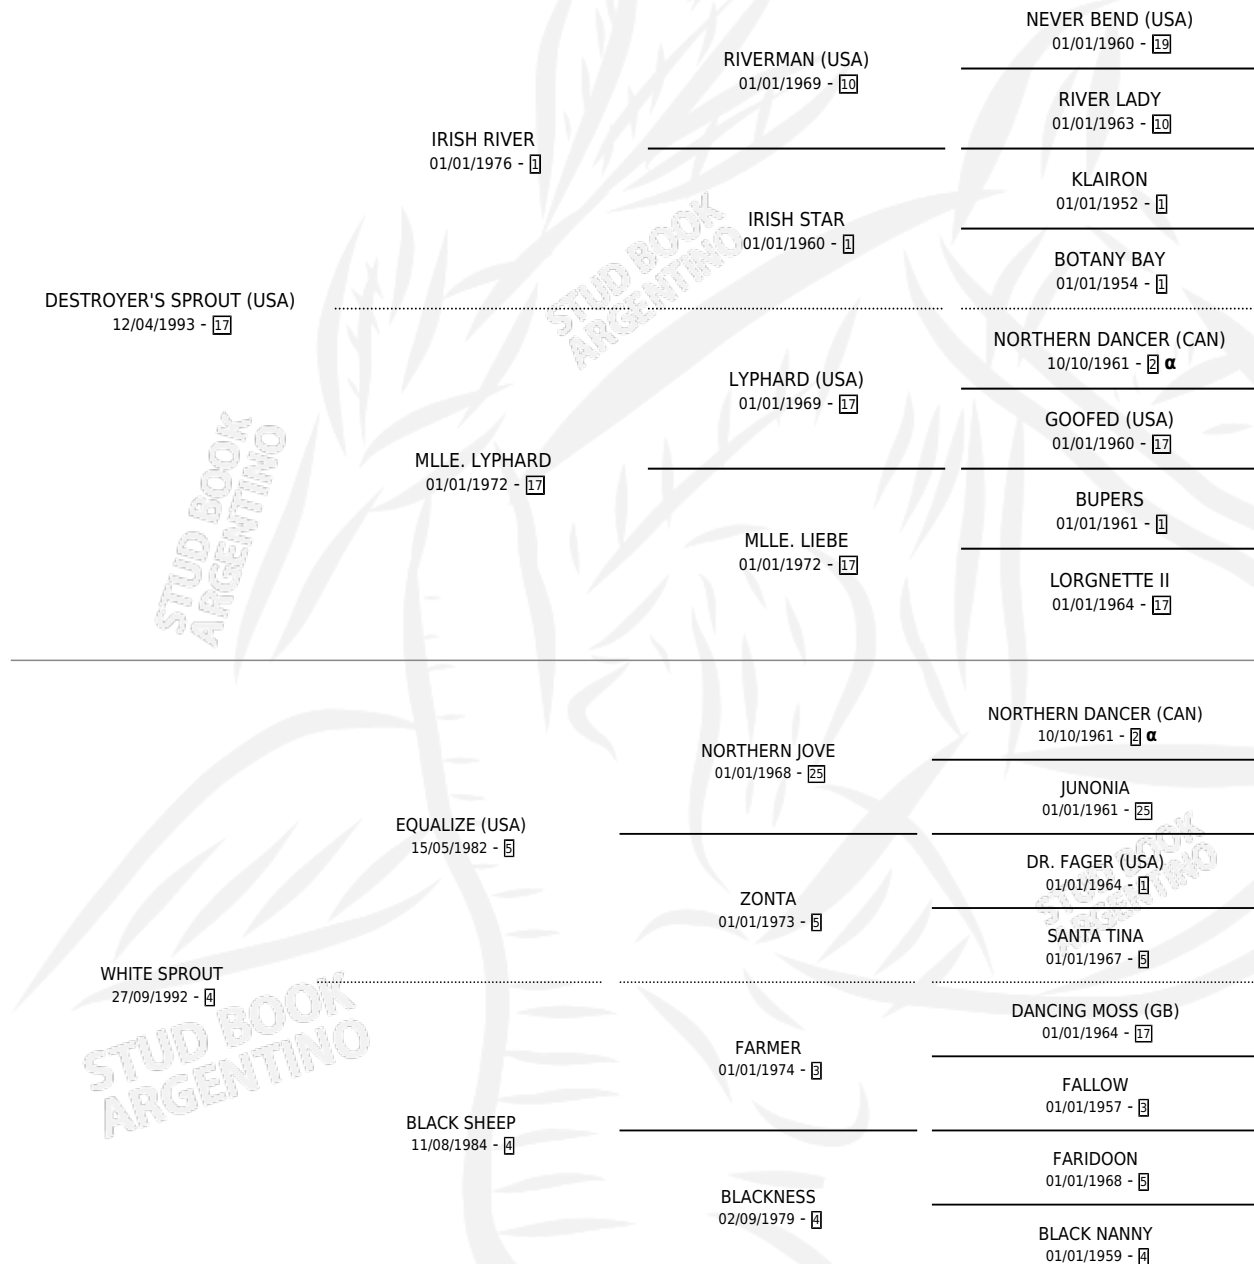 NEVER BEND (USA)
01/01/1960 - 19
RIVERMAN (USA)
01/01/1969 - 10
RIVER LADY
01/01/1963 - 10
IRISH RIVER
01/01/1976 - 1
KLAIRON
01/01/1952 - 1
IRISH STAR
01/01/1960 - 1
BOTANY BAY
01/01/1954 - 1
DESTROYER'S SPROUT (USA)
12/04/1993 - 17
NORTHERN DANCER (CAN)
10/10/1961 - 2 α
LYPHARD (USA)
01/01/1969 - 17
GOOFED (USA)
01/01/1960 - 17
MLLE. LYPHARD
01/01/1972 - 17
BUPERS
01/01/1961 - 1
MLLE. LIEBE
01/01/1972 - 17
LORGNETTE II
01/01/1964 - 17
NORTHERN DANCER (CAN)
10/10/1961 - 2 α
NORTHERN JOVE
01/01/1968 - 25
JUNONIA
01/01/1961 - 25
EQUALIZE (USA)
15/05/1982 - 5
DR. FAGER (USA)
01/01/1964 - 1
ZONTA
01/01/1973 - 5
SANTA TINA
01/01/1967 - 5
WHITE SPROUT
27/09/1992 - 4
DANCING MOSS (GB)
01/01/1964 - 17
FARMER
01/01/1974 - 3
FALLOW
01/01/1957 - 3
BLACK SHEEP
11/08/1984 - 4
FARIDOON
01/01/1968 - 5
BLACKNESS
02/09/1979 - 4
BLACK NANNY
01/01/1959 - 4
STUD BOOK
ARGENTINO
STUD BOOK
ARGENTINO
STUD BOOK
ARGENTINO
STUD BOOK
ARGENTINO